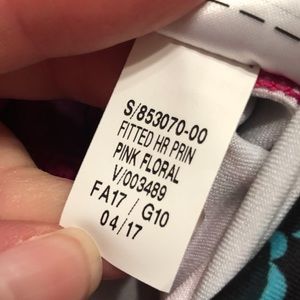 S/853070-00
FITTED HR PRIN
PINK FLORAL
V/003489
FA17 / G10
04/17